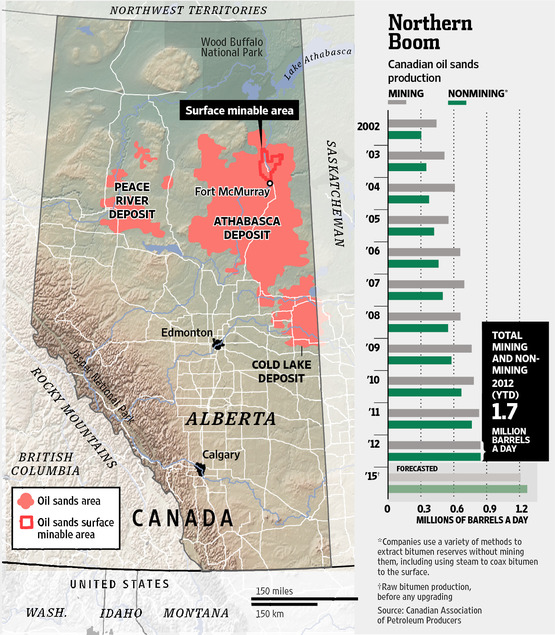 NORTHWEST TERRITORIES
Wood Buffalo
National Park
Lake Athabasca
Surface minable area
SASKATCHEWAN
Fort McMurray
PEACE
RIVER
DEPOSIT
ATHABASCA
DEPOSIT
Edmonton
COLD LAKE
DEPOSIT
Jasper National Park
ROCKY MOUNTAINS
ALBERTA
BRITISH
COLUMBIA
Calgary
Oil sands area
Oil sands surface
minable area
CANADA
UNITED STATES
WASH.
IDAHO
MONTANA
150 miles
150 km
Northern
Boom
Canadian oil sands
production
MINING
NONMINING*
2002
'03
'04
'05
'06
'07
'08
'09
'10
'11
'12
'15†
FORECASTED
TOTAL
MINING
AND NON-
MINING
2012
(YTD)
1.7
MILLION
BARRELS
A DAY
0 0.3 0.6 0.9 1.2
MILLIONS OF BARRELS A DAY
*Companies use a variety of methods to
extract bitumen reserves without mining
them, including using steam to coax bitumen
to the surface.
†Raw bitumen production,
before any upgrading
Source: Canadian Association
of Petroleum Producers